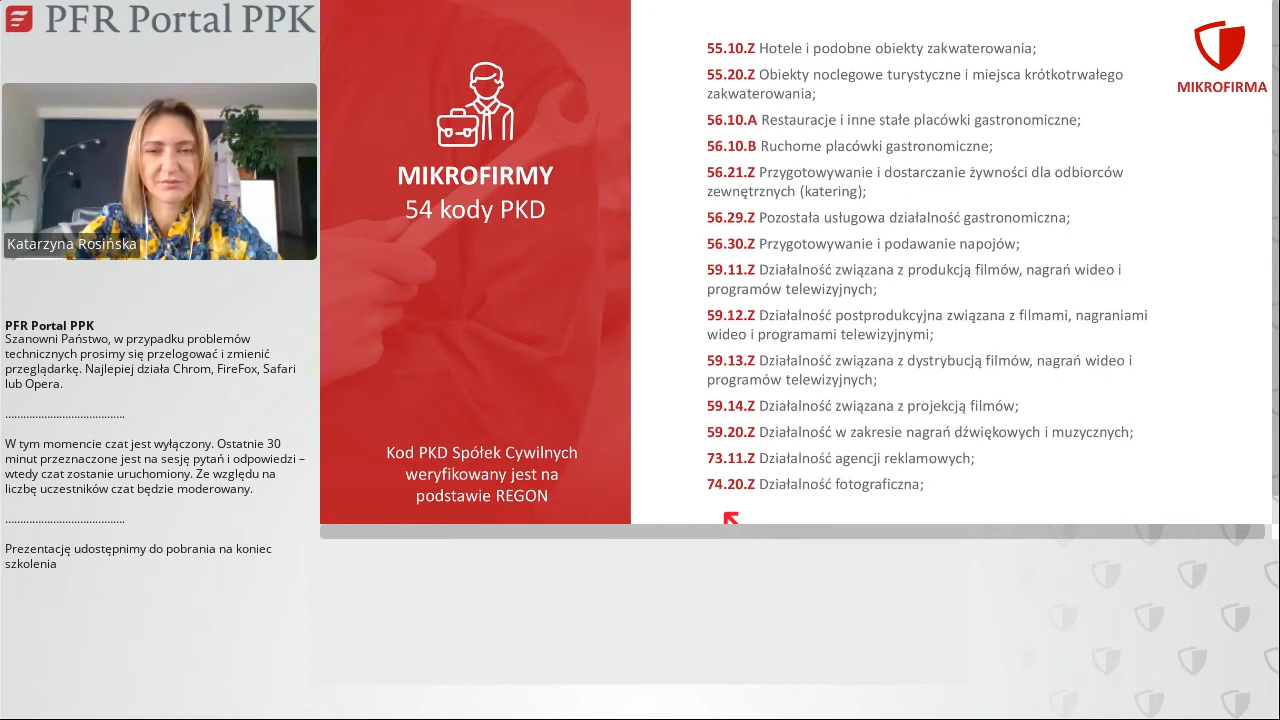 PFR Portal PPK
Katarzyna Rosińska
PFR Portal PPK
Szanowni Państwo, w przypadku problemów
technicznych prosimy się przelogować i zmienić
przeglądarkę. Najlepiej działa Chrom, FireFox, Safari
lub Opera.
........................................
W tym momencie czat jest wyłączony. Ostatnie 30
minut przeznaczone jest na sesję pytań i odpowiedzi –
wtedy czat zostanie uruchomiony. Ze względu na
liczbę uczestników czat będzie moderowany.
........................................
Prezentację udostępnimy do pobrania na koniec
szkolenia
MIKROFIRMY
54 kody PKD
Kod PKD Spółek Cywilnych
weryfikowany jest na
podstawie REGON
55.10.Z Hotele i podobne obiekty zakwaterowania;
55.20.Z Obiekty noclegowe turystyczne i miejsca krótkotrwałego
zakwaterowania;
56.10.A Restauracje i inne stałe placówki gastronomiczne;
56.10.B Ruchome placówki gastronomiczne;
56.21.Z Przygotowywanie i dostarczanie żywności dla odbiorców
zewnętrznych (katering);
56.29.Z Pozostała usługowa działalność gastronomiczna;
56.30.Z Przygotowywanie i podawanie napojów;
59.11.Z Działalność związana z produkcją filmów, nagrań wideo i
programów telewizyjnych;
59.12.Z Działalność postprodukcyjna związana z filmami, nagraniami
wideo i programami telewizyjnymi;
59.13.Z Działalność związana z dystrybucją filmów, nagrań wideo i
programów telewizyjnych;
59.14.Z Działalność związana z projekcją filmów;
59.20.Z Działalność w zakresie nagrań dźwiękowych i muzycznych;
73.11.Z Działalność agencji reklamowych;
74.20.Z Działalność fotograficzna;
MIKROFIRMA